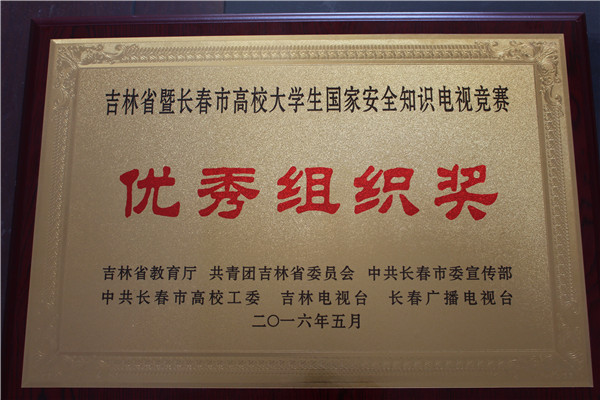 吉林省暨长春市高校大学生国家安全知识电视竞赛
优秀组织奖
吉林省教育厅 共青团吉林省委员会 中共长春市委宣传部
中共长春市高校工委 吉林电视台 长春广播电视台
二〇一六年五月